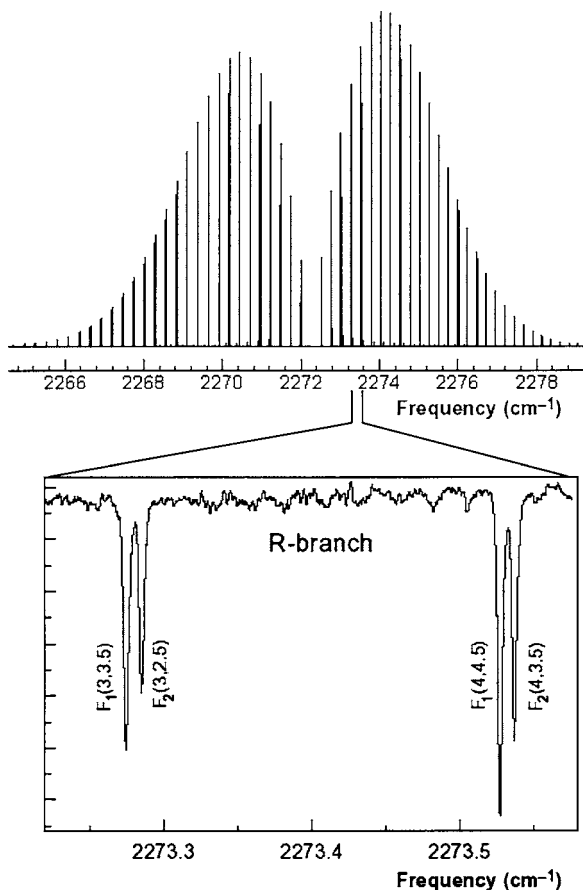 2266 2268 2270 2272 2274 2276 2278
Frequency (cm⁻¹)
R-branch
F₁(3,3.5)
F₂(3,2.5)
F₁(4,4.5)
F₂(4,3.5)
2273.3 2273.4 2273.5
Frequency (cm⁻¹)